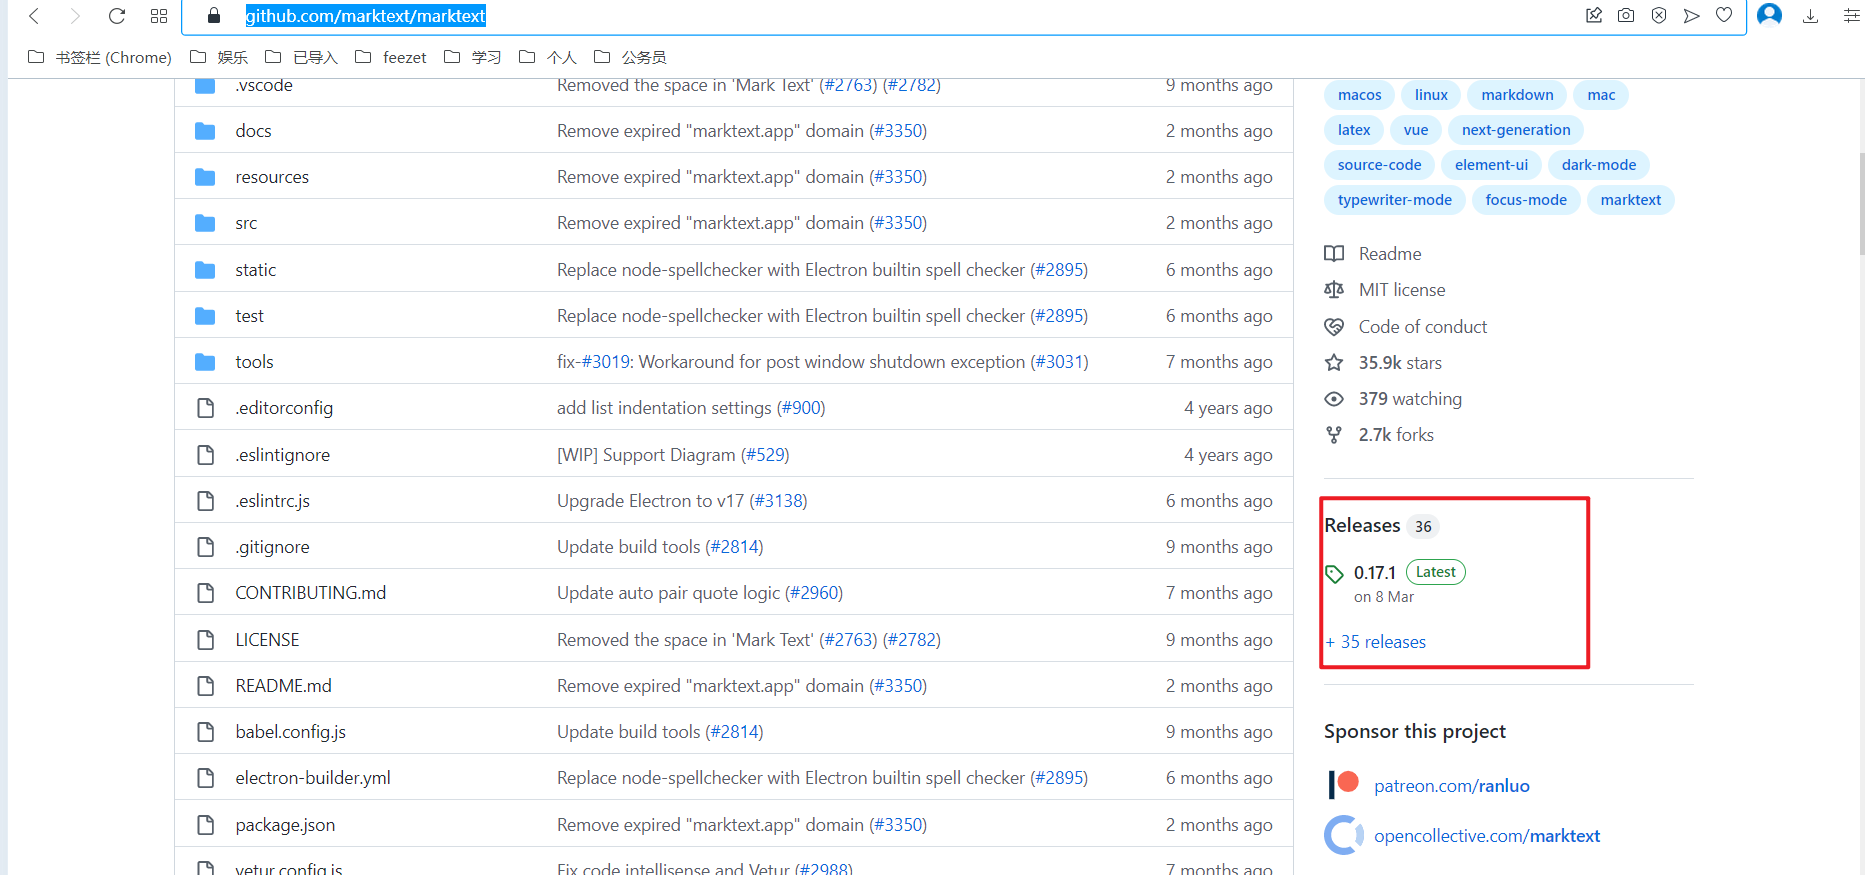 github.com/marktext/marktext
书签栏 (Chrome) 娱乐 已导入 feezet 学习 个人 公务员
.vscode Removed the space in 'Mark Text' (#2763) (#2782) 9 months ago
docs Remove expired "marktext.app" domain (#3350) 2 months ago
resources Remove expired "marktext.app" domain (#3350) 2 months ago
src Remove expired "marktext.app" domain (#3350) 2 months ago
static Replace node-spellchecker with Electron builtin spell checker (#2895) 6 months ago
test Replace node-spellchecker with Electron builtin spell checker (#2895) 6 months ago
tools fix-#3019: Workaround for post window shutdown exception (#3031) 7 months ago
.editorconfig add list indentation settings (#900) 4 years ago
.eslintignore [WIP] Support Diagram (#529) 4 years ago
.eslintrc.js Upgrade Electron to v17 (#3138) 6 months ago
.gitignore Update build tools (#2814) 9 months ago
CONTRIBUTING.md Update auto pair quote logic (#2960) 7 months ago
LICENSE Removed the space in 'Mark Text' (#2763) (#2782) 9 months ago
README.md Remove expired "marktext.app" domain (#3350) 2 months ago
babel.config.js Update build tools (#2814) 9 months ago
electron-builder.yml Replace node-spellchecker with Electron builtin spell checker (#2895) 6 months ago
package.json Remove expired "marktext.app" domain (#3350) 2 months ago
vetur.config.js Fix code intellisense and Vetur (#2988) 7 months ago
macos linux markdown mac
latex vue next-generation
source-code element-ui dark-mode
typewriter-mode focus-mode marktext
Readme
MIT license
Code of conduct
35.9k stars
379 watching
2.7k forks
Releases 36
0.17.1 Latest
on 8 Mar
+ 35 releases
Sponsor this project
patreon.com/ranluo
opencollective.com/marktext